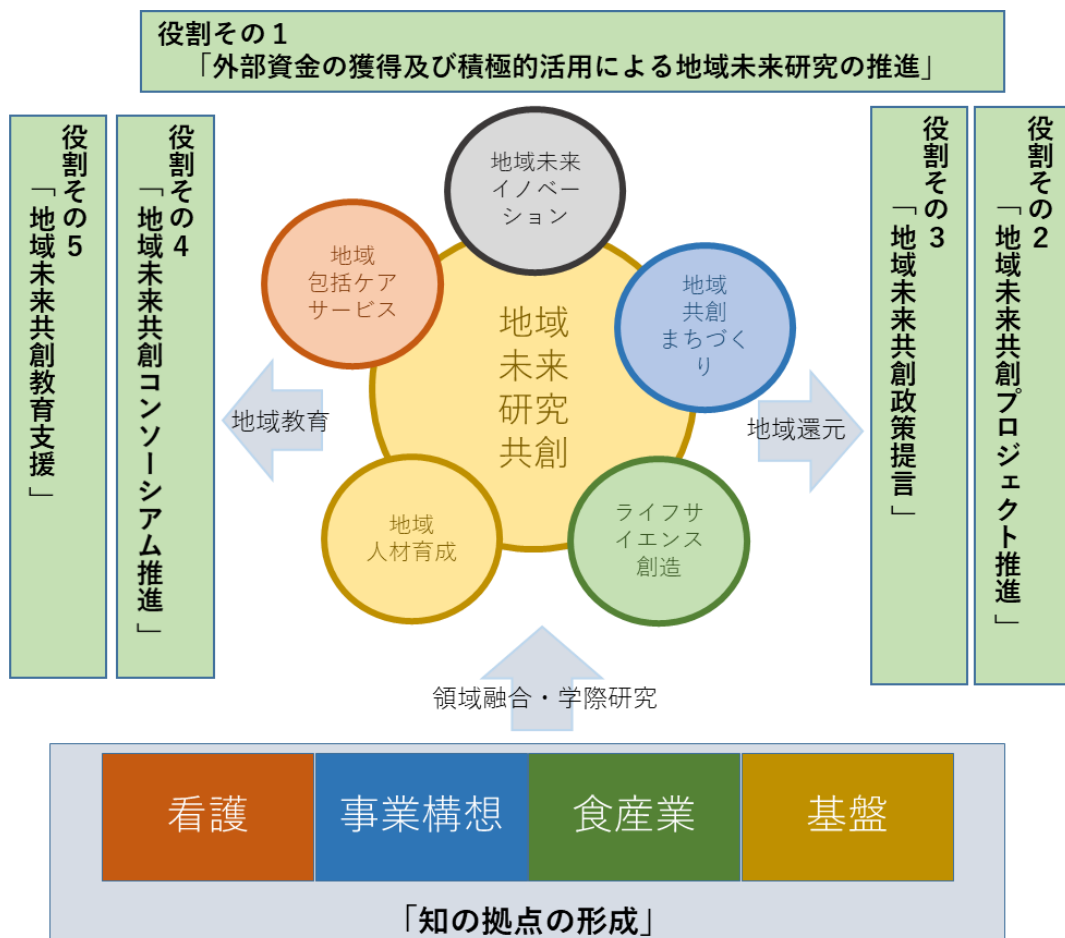 役割その１
「外部資金の獲得及び積極的活用による地域未来研究の推進」
役割その５
「地域未来共創教育支援」
役割その４
「地域未来共創コンソーシアム推進」
役割その３
「地域未来共創政策提言」
役割その２
「地域未来共創プロジェクト推進」
地域未来
イノベー
ション
地域
包括ケア
サービス
地域
共創
まちづく
り
地域
未来
研究
共創
地域教育
地域還元
地域
人材育成
ライフサ
イエンス
創造
領域融合・学際研究
看護
事業構想
食産業
基盤
「知の拠点の形成」